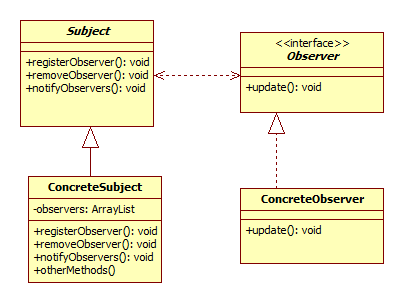 Subject
+registerObserver(): void
+removeObserver(): void
+notifyObservers(): void
<<interface>>
Observer
+update(): void
ConcreteSubject
-observers: ArrayList
+registerObserver(): void
+removeObserver(): void
+notifyObservers(): void
+otherMethods()
ConcreteObserver
+update(): void